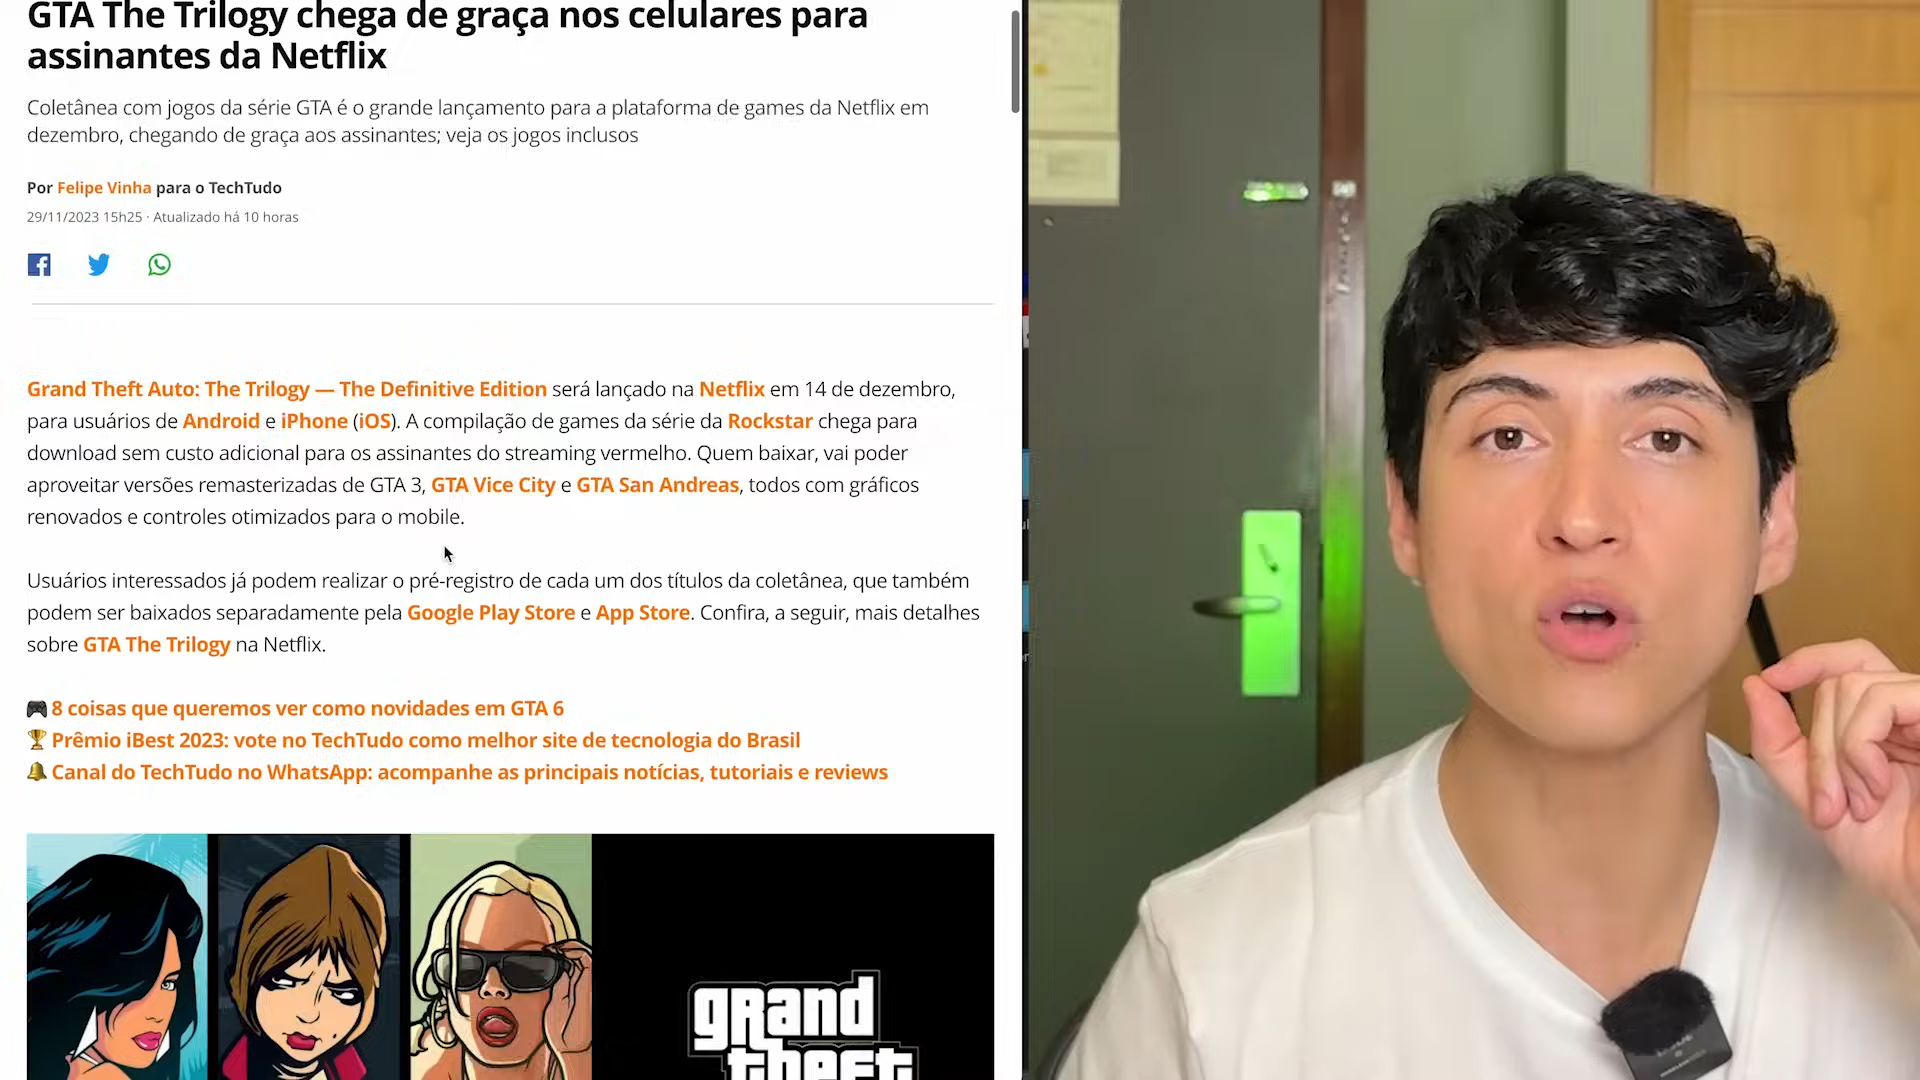 GTA The Trilogy chega de graça nos celulares para
assinantes da Netflix
Coletânea com jogos da série GTA é o grande lançamento para a plataforma de games da Netflix em
dezembro, chegando de graça aos assinantes; veja os jogos inclusos
Por Felipe Vinha para o TechTudo
29/11/2023 15h25 · Atualizado há 10 horas
Grand Theft Auto: The Trilogy — The Definitive Edition será lançado na Netflix em 14 de dezembro,
para usuários de Android e iPhone (iOS). A compilação de games da série da Rockstar chega para
download sem custo adicional para os assinantes do streaming vermelho. Quem baixar, vai poder
aproveitar versões remasterizadas de GTA 3, GTA Vice City e GTA San Andreas, todos com gráficos
renovados e controles otimizados para o mobile.
Usuários interessados já podem realizar o pré-registro de cada um dos títulos da coletânea, que também
podem ser baixados separadamente pela Google Play Store e App Store. Confira, a seguir, mais detalhes
sobre GTA The Trilogy na Netflix.
🎮 8 coisas que queremos ver como novidades em GTA 6
🏆 Prêmio iBest 2023: vote no TechTudo como melhor site de tecnologia do Brasil
🔔 Canal do TechTudo no WhatsApp: acompanhe as principais notícias, tutoriais e reviews
grand
theft